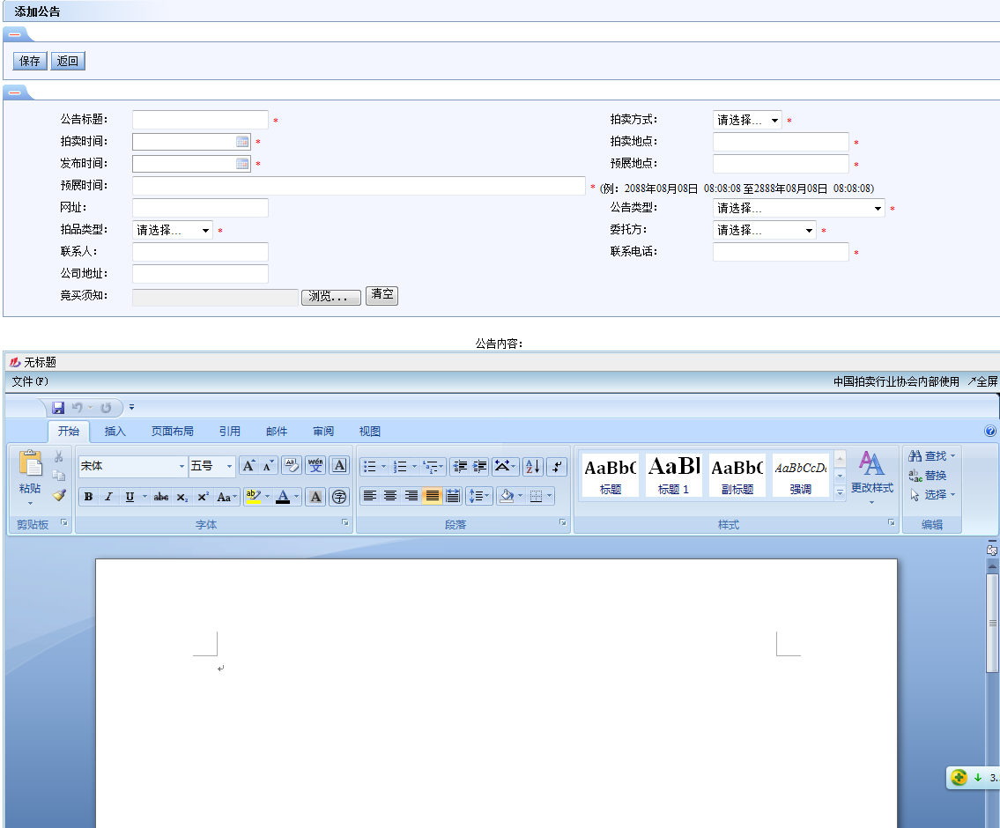 添加公告
保存 返回
公告标题： * 拍卖方式： 请选择... *
拍卖时间： * 拍卖地点： *
发布时间： * 预展地点： *
预展时间： * (例：2088年08月08日 08:08:08 至2888年08月08日 08:08:08)
网址： 公告类型： 请选择... *
拍品类型： 请选择... * 委托方： 请选择... *
联系人： 联系电话： *
公司地址：
竟买须知： 浏览... 清空
公告内容：
无标题
文件(F) 中国拍卖行业协会内部使用 ↗全屏
开始 插入 页面布局 引用 邮件 审阅 视图
宋体 五号 AaBbC AaBl AaBbC AaBbCcDc 查找
粘贴 标题 标题 1 副标题 强调 更改样式 替换
B I U abc X₂ X² Aa ab A A 字 选择
剪贴板 字体 段落 样式 编辑
3.